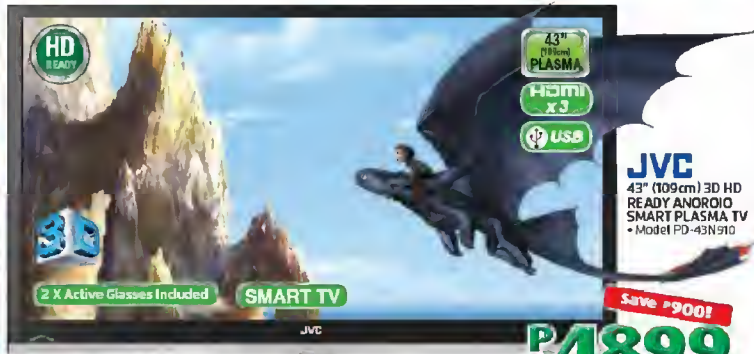 HD
READY
43"
(109cm)
PLASMA
HDMI
x 3
USB
JVC
43" (109cm) 3D HD
READY ANDROID
SMART PLASMA TV
• Model PD-43N910
3D
2 X Active Glasses Included
SMART TV
JVC
Save P900!
P4899